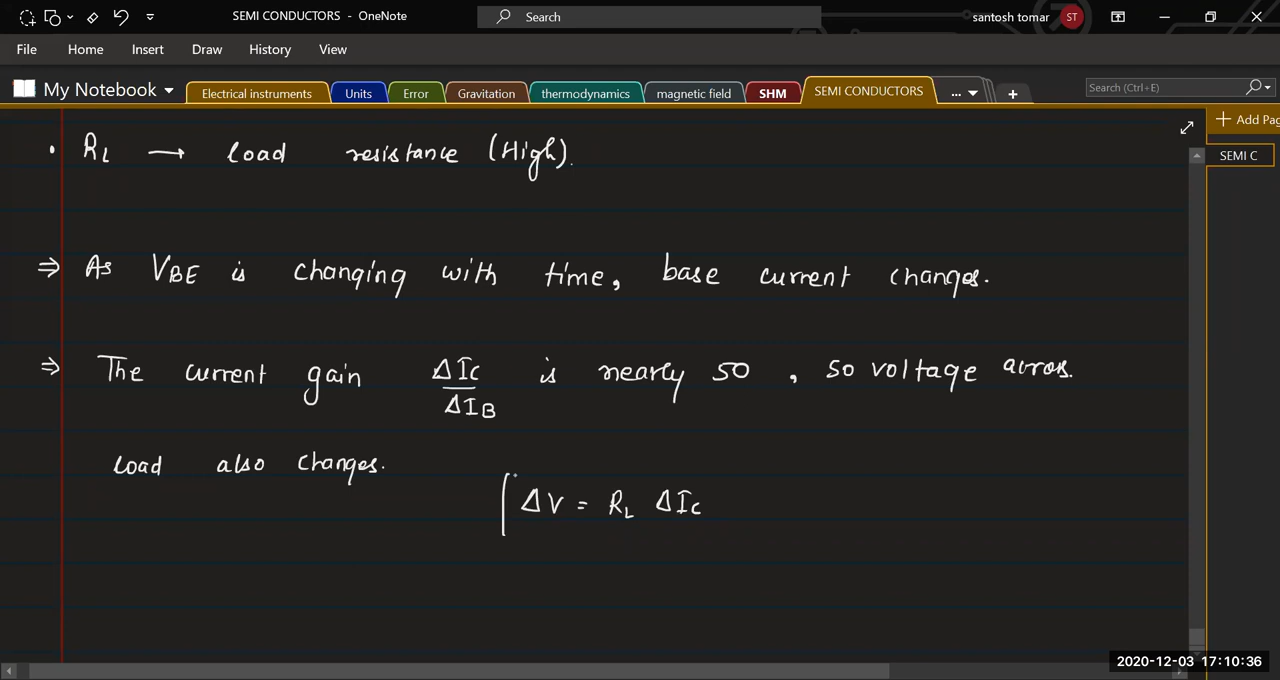 SEMI CONDUCTORS - OneNote
Search
santosh tomar
ST
File Home Insert Draw History View
My Notebook
Electrical instruments Units Error Gravitation thermodynamics magnetic field SHM SEMI CONDUCTORS ... +
Search (Ctrl+E)
+ Add Pag
SEMI C
• RL → load resistance (High).
⇒ As VBE is changing with time, base current changes.
⇒ The current gain ΔIc/ΔIB is nearly 50, so voltage across
load also changes.
ΔV = RL ΔIc
2020-12-03 17:10:36